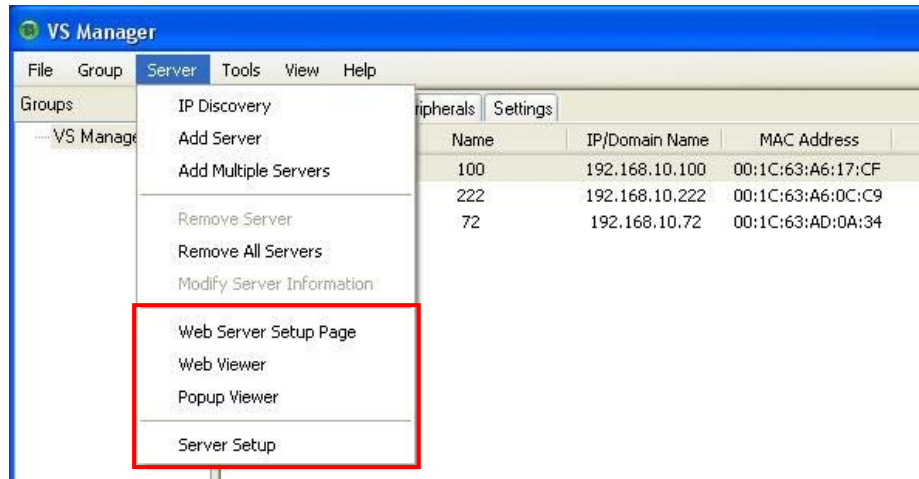 VS Manager
File Group Server Tools View Help
Groups
VS Manage
IP Discovery
Add Server
Add Multiple Servers
Remove Server
Remove All Servers
Modify Server Information
Web Server Setup Page
Web Viewer
Popup Viewer
Server Setup
ripherals Settings
Name IP/Domain Name MAC Address
100 192.168.10.100 00:1C:63:A6:17:CF
222 192.168.10.222 00:1C:63:A6:0C:C9
72 192.168.10.72 00:1C:63:AD:0A:34